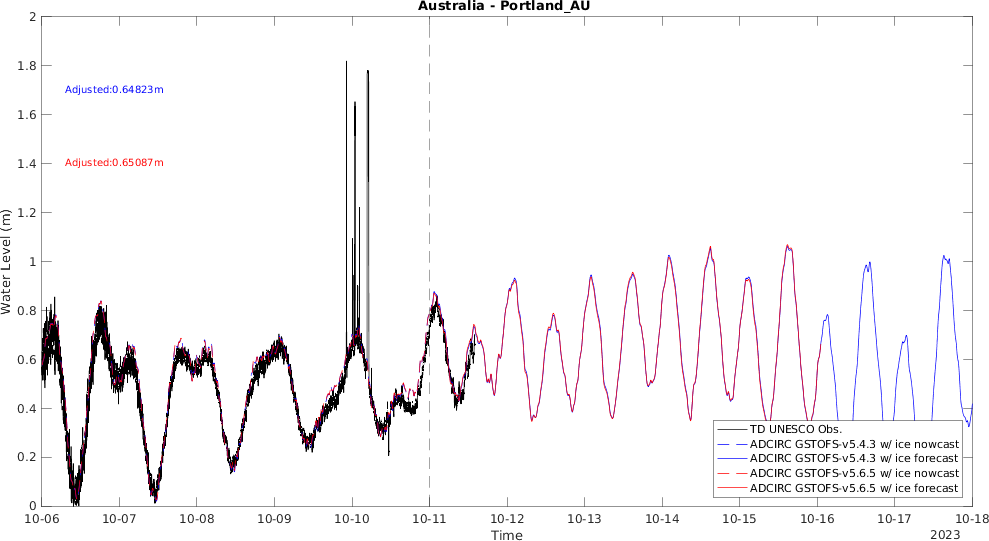 Australia - Portland_AU
2
1.8
1.6
1.4
1.2
1
0.8
0.6
0.4
0.2
0
Water Level (m)
Adjusted:0.64823m
Adjusted:0.65087m
TD UNESCO Obs.
ADCIRC GSTOFS-v5.4.3 w/ ice nowcast
ADCIRC GSTOFS-v5.4.3 w/ ice forecast
ADCIRC GSTOFS-v5.6.5 w/ ice nowcast
ADCIRC GSTOFS-v5.6.5 w/ ice forecast
10-06 10-07 10-08 10-09 10-10 10-11 10-12 10-13 10-14 10-15 10-16 10-17 10-18
Time
2023